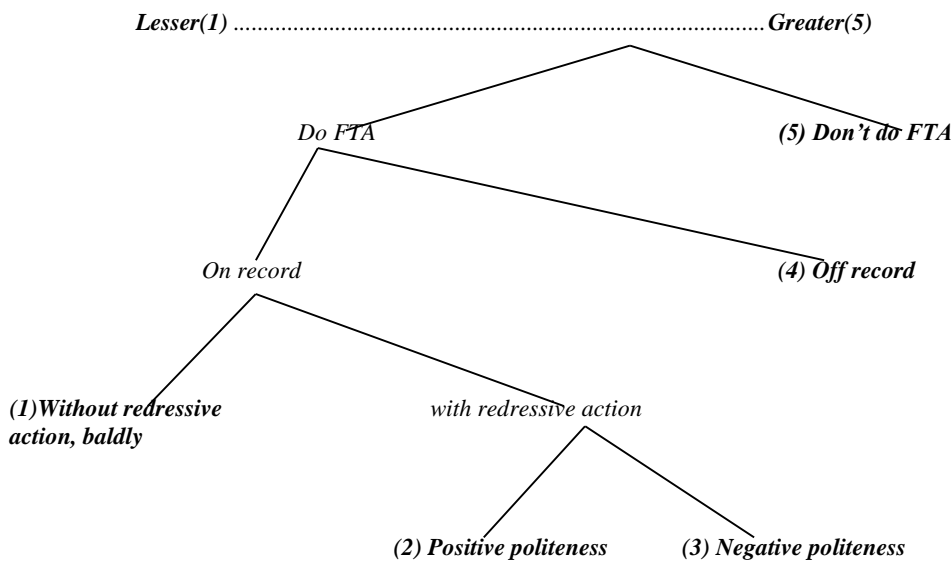 Lesser(1) ......................................................................................... Greater(5)
Do FTA
(5) Don't do FTA
On record
(4) Off record
(1)Without redressive
action, baldly
with redressive action
(2) Positive politeness
(3) Negative politeness